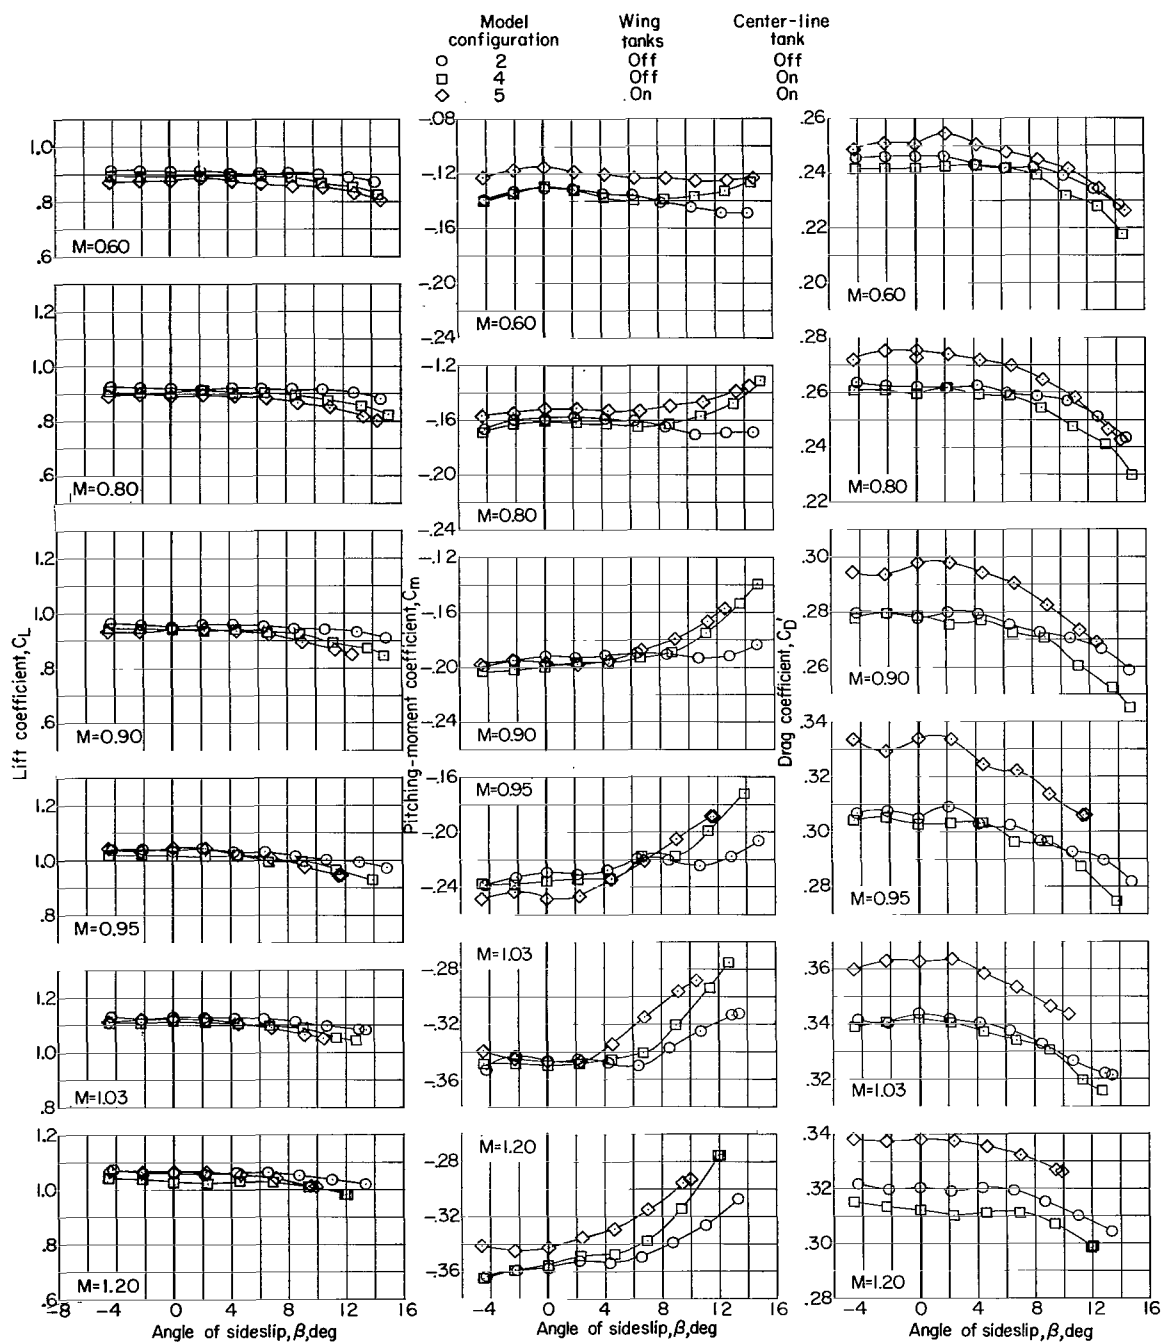 Model configuration Wing tanks Center-line tank
○ 2 Off Off
□ 4 Off On
◇ 5 On On
1.0
.8
.6
M=0.60
1.2
1.0
.8
.6
M=0.80
1.2
1.0
.8
.6
M=0.90
1.2
1.0
.8
M=0.95
1.2
1.0
.8
M=1.03
1.2
1.0
.6
M=1.20
-8 -4 0 4 8 12 16
Angle of sideslip, β, deg
Lift coefficient, C_L
-.08
-.12
-.16
-.20
-.24
M=0.60
-.12
-.16
-.20
-.24
M=0.80
-.12
-.16
-.20
-.24
M=0.90
-.16
-.20
-.24
M=0.95
-.28
-.32
-.36
M=1.03
-.28
-.32
-.36
M=1.20
-4 0 4 8 12 16
Angle of sideslip, β, deg
Pitching-moment coefficient, C_m
.26
.24
.22
.20
M=0.60
.28
.26
.24
.22
M=0.80
.30
.28
.26
M=0.90
.34
.32
.30
.28
M=0.95
.36
.34
.32
M=1.03
.34
.32
.30
.28
M=1.20
-4 0 4 8 12 16
Angle of sideslip, β, deg
Drag coefficient, C_D'